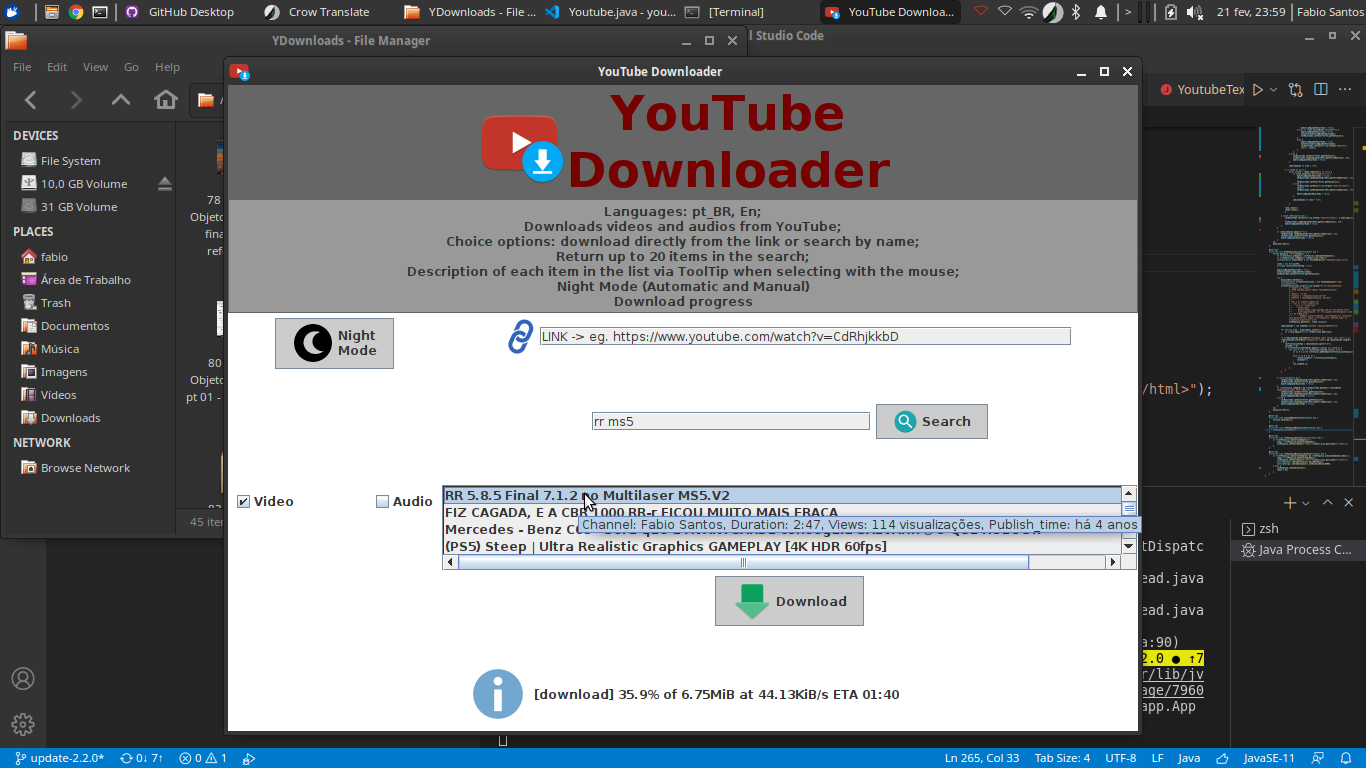 GitHub Desktop
Crow Translate
YDownloads - File ...
Youtube.java - you...
[Terminal]
YouTube Downloa...
>
21 fev, 23:59
Fabio Santos
YDownloads - File Manager
l Studio Code
File Edit View Go Help
YouTube Downloader
YoutubeTex
YouTube
Downloader
DEVICES
File System
10,0 GB Volume
31 GB Volume
PLACES
fabio
Área de Trabalho
Trash
Documentos
Música
Imagens
Vídeos
Downloads
NETWORK
Browse Network
78
Objeto
fina
ref
80
Objeto
pt 01 -
45 iten
Languages: pt_BR, En;
Downloads videos and audios from YouTube;
Choice options: download directly from the link or search by name;
Return up to 20 items in the search;
Description of each item in the list via ToolTip when selecting with the mouse;
Night Mode (Automatic and Manual)
Download progress
Night
Mode
LINK -> eg. https://www.youtube.com/watch?v=CdRhjkkbD
/html>");
rr ms5
Search
Video
Audio
RR 5.8.5 Final 7.1.2 no Multilaser MS5.V2
FIZ CAGADA, E A CBR 1000 RR-r FICOU MUITO MAIS FRACA
Channel: Fabio Santos, Duration: 2:47, Views: 114 visualizações, Publish_time: há 4 anos
Mercedes - Benz
(PS5) Steep | Ultra Realistic Graphics GAMEPLAY [4K HDR 60fps]
Download
[download] 35.9% of 6.75MiB at 44.13KiB/s ETA 01:40
zsh
Java Process C...
tDispatc
ead.java
ead.java
a:90)
2.0 ● ↑7
r/lib/jv
age/7960
app.App
update-2.2.0*
0↓ 7↑
0 1
Ln 265, Col 33
Tab Size: 4
UTF-8
LF
Java
JavaSE-11